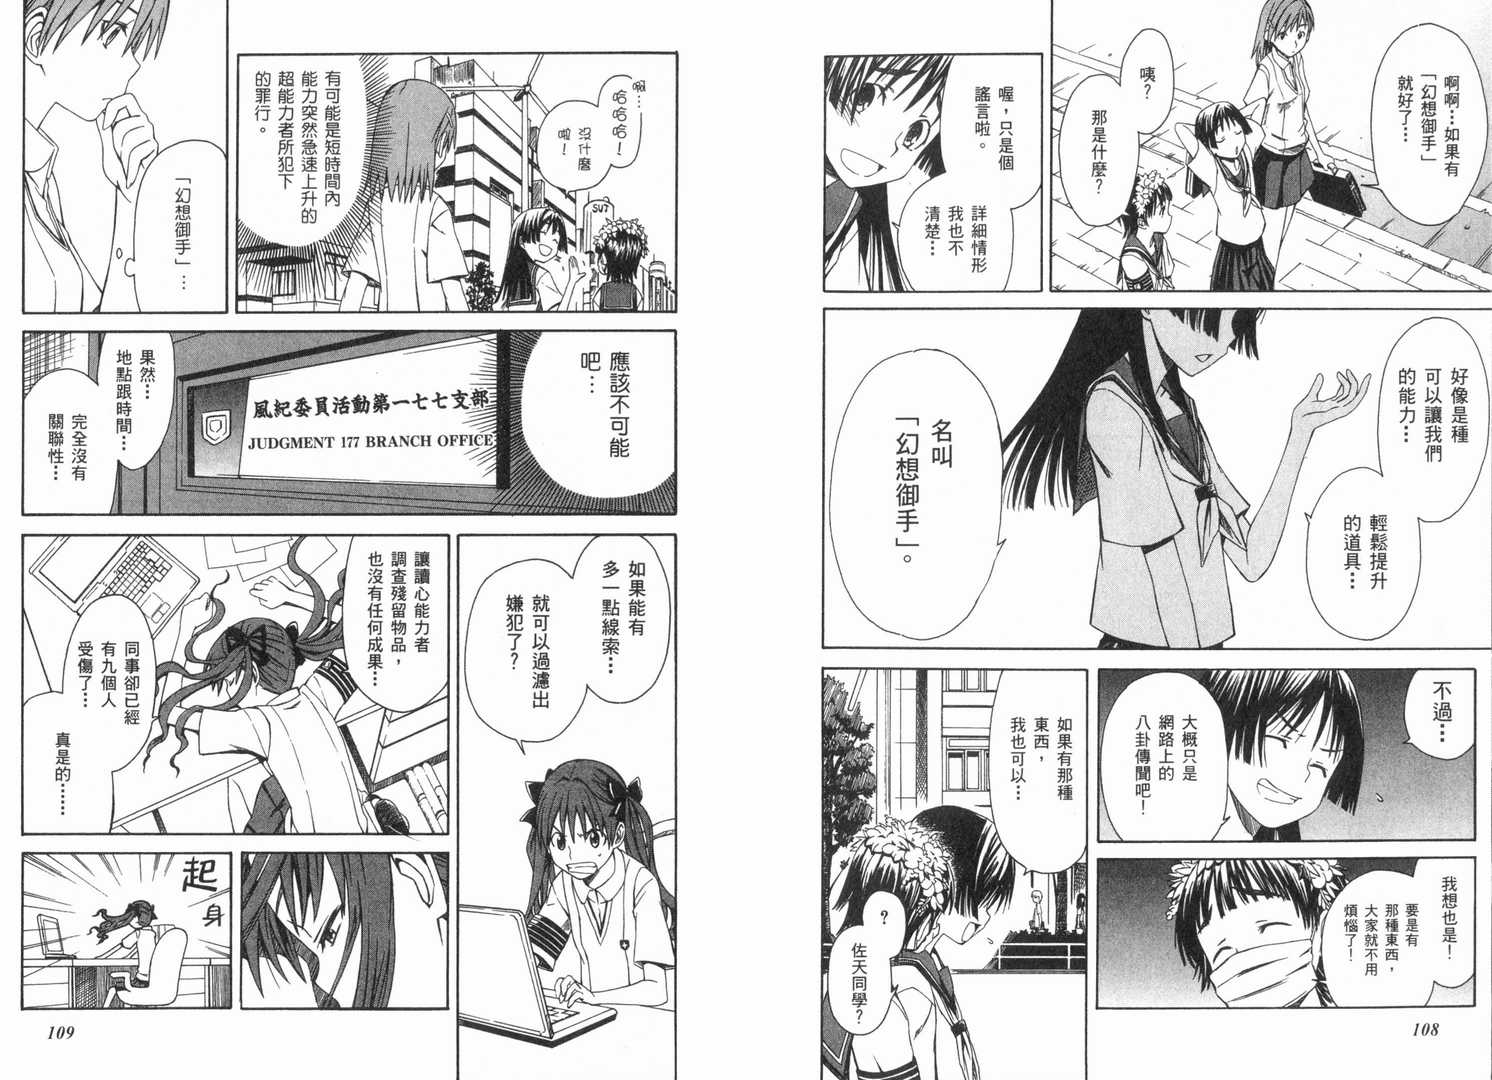 啊啊…如果有
「幻想御手」
就好了…
咦？
那是什麼？
喔，只是個
謠言啦。
詳細情形
我也不
清楚…
好像是種
可以讓我們
的能力…
輕鬆提升
的道具…
名叫
「幻想御手」。
不過…
大概只是
網路上的
八卦傳聞吧！
我想也是！
要是有
那種東西，
大家就不用
煩惱了！
如果有那種
東西，
我也可以…
？
佐天同學？
108
啊…
哈哈哈！
沒什麼
啦！
SUT
有可能是短時間內
能力突然急速上升的
超能力者所犯下
的罪行。
「幻想御手」…
應該不可能
吧…
風紀委員活動第一七七支部
JUDGMENT 177 BRANCH OFFICE
果然…
地點跟時間…
完全沒有
關聯性…
如果能有
多一點線索…
就可以過濾出
嫌犯了？
讓讀心能力者
調查殘留物品，
也沒有任何成果…
同事卻已經
有九個人
受傷了…
真是的……
起身
109